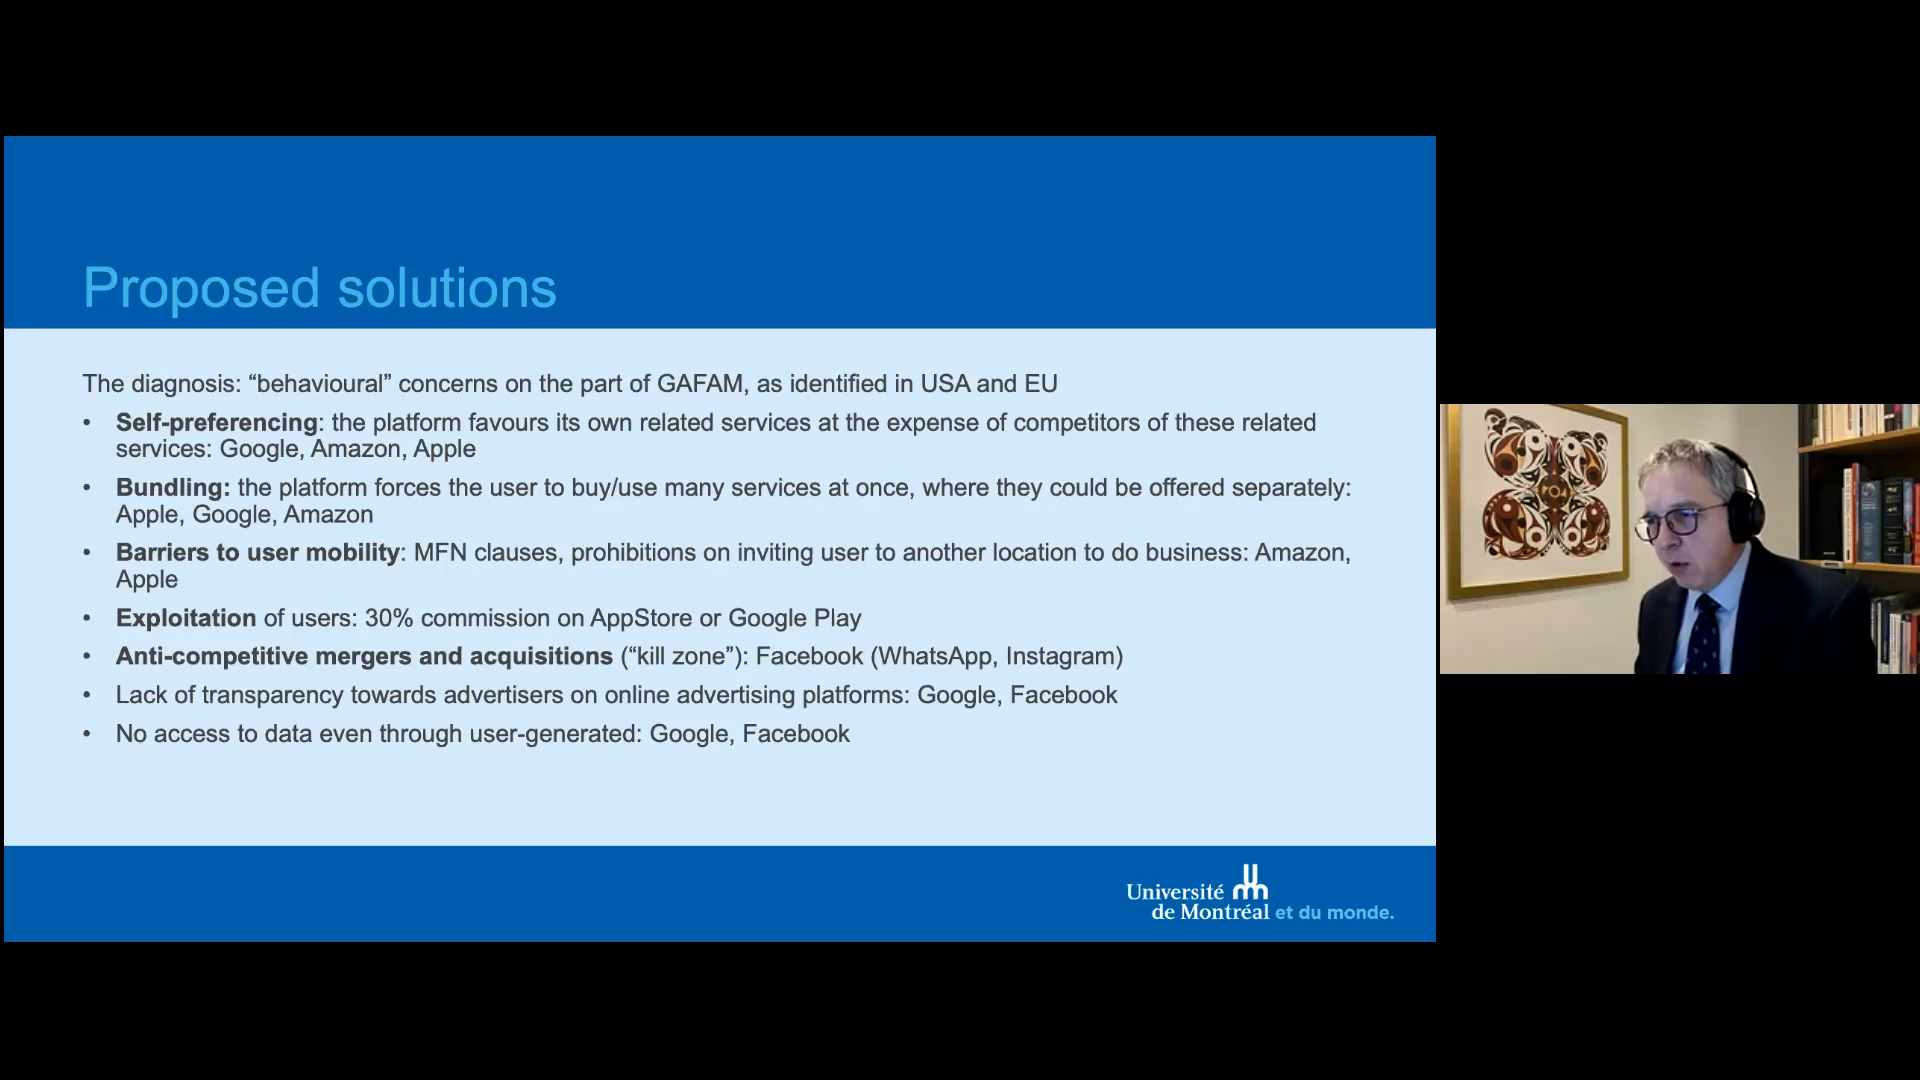 Proposed solutions
The diagnosis: “behavioural” concerns on the part of GAFAM, as identified in USA and EU
• Self-preferencing: the platform favours its own related services at the expense of competitors of these related
services: Google, Amazon, Apple
• Bundling: the platform forces the user to buy/use many services at once, where they could be offered separately:
Apple, Google, Amazon
• Barriers to user mobility: MFN clauses, prohibitions on inviting user to another location to do business: Amazon,
Apple
• Exploitation of users: 30% commission on AppStore or Google Play
• Anti-competitive mergers and acquisitions (“kill zone”): Facebook (WhatsApp, Instagram)
• Lack of transparency towards advertisers on online advertising platforms: Google, Facebook
• No access to data even through user-generated: Google, Facebook
Université
de Montréal et du monde.